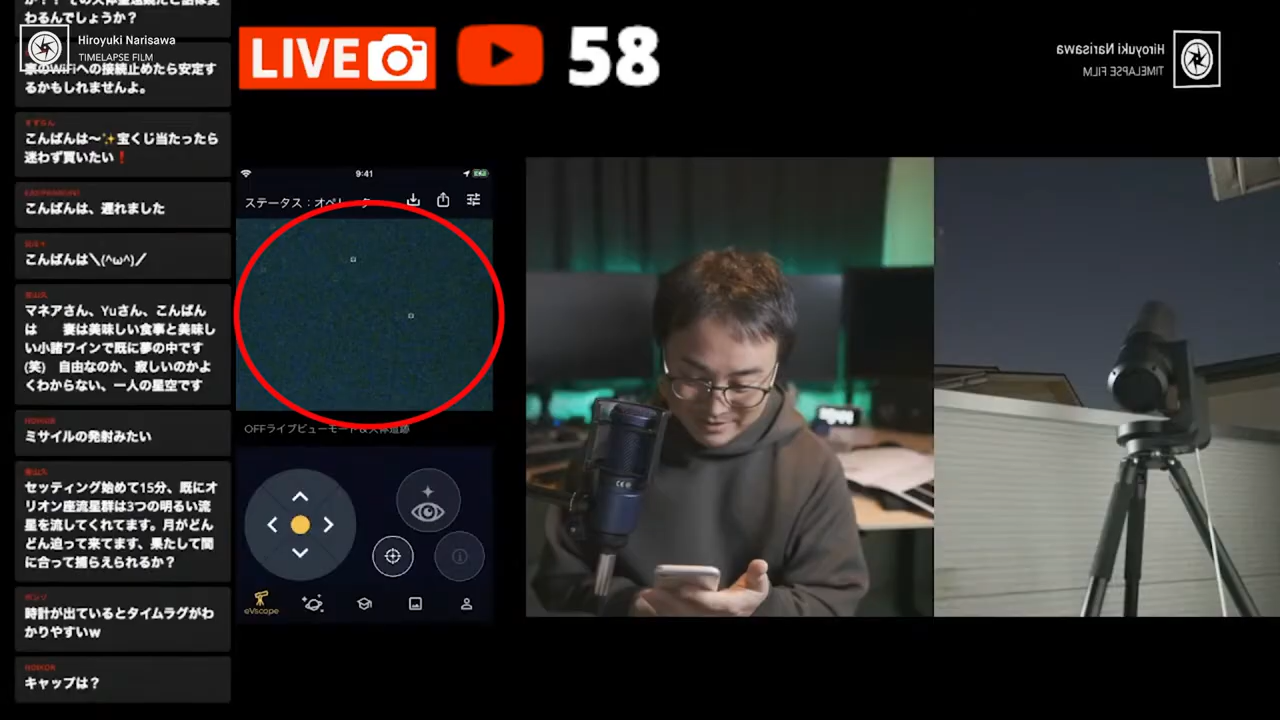 わるんでしょうか？
Hiroyuki Narisawa
TIMELAPSE FILM
家のWiFiへの接続止めたら安定す
るかもしれませんよ。
こんばんは〜✨宝くじ当たったら
迷わず買いたい❗
こんばんは、遅れました
こんばんは＼(^ω^)／
マネアさん、Yuさん、こんばん
は　　妻は美味しい食事と美味し
い小諸ワインで既に夢の中です
(笑)　自由なのか、寂しいのかよ
くわからない、一人の星空です
ミサイルの発射みたい
セッティング始めて15分、既にオ
リオン座流星群は3つの明るい流
星を流してくれてます。月がどん
どん迫って来てます、果たして間
に合って捕らえられるか？
時計が出ているとタイムラグがわ
かりやすいw
キャップは？
LIVE
58
9:41
ステータス：オペレータ
OFFライブビューモード＆天体追跡
eVscope
Hiroyuki Narisawa
TIMELAPSE FILM